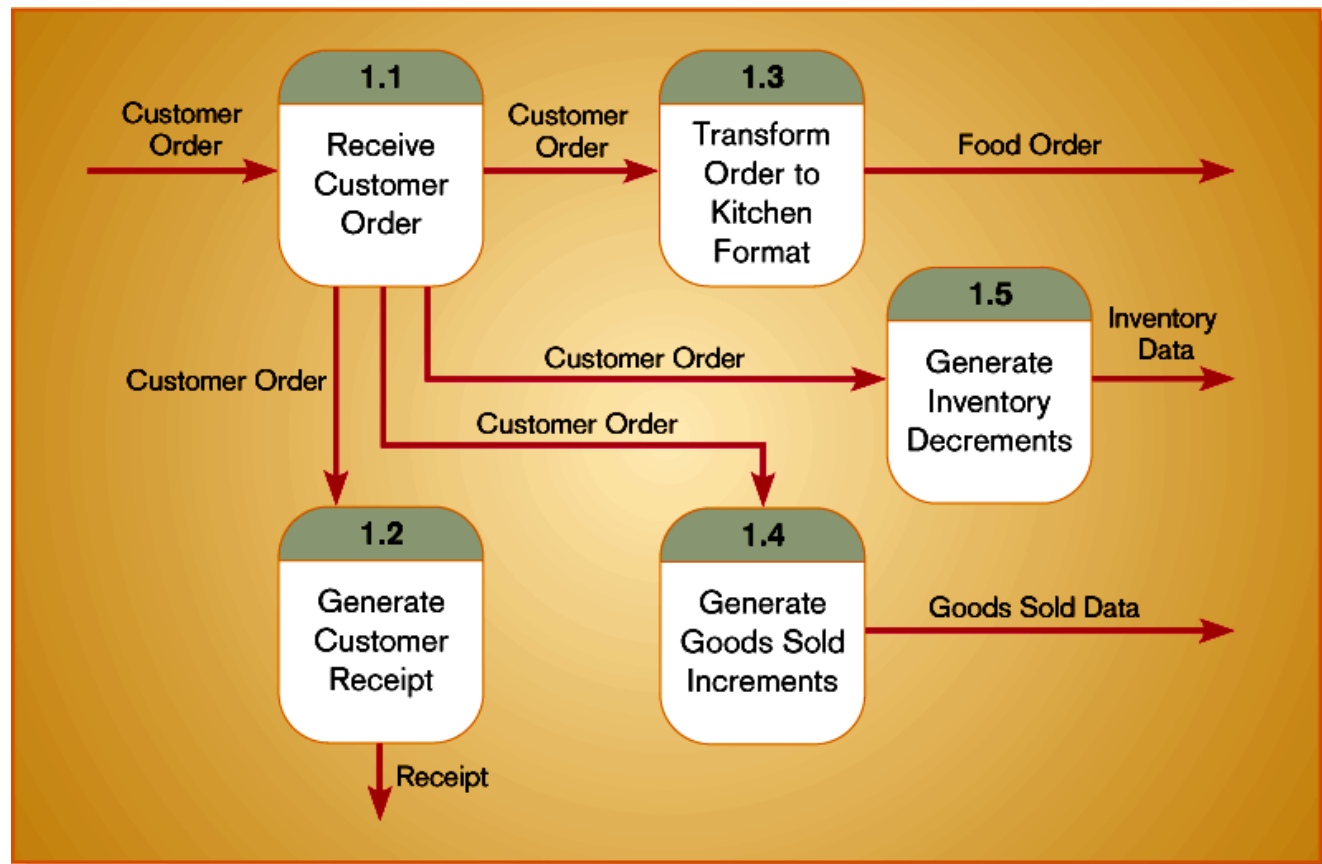 1.1
1.3
Customer
Order
Receive
Customer
Order
Customer
Order
Transform
Order to
Kitchen
Format
Food Order
1.5
Inventory
Data
Customer Order
Customer Order
Generate
Inventory
Decrements
Customer Order
1.2
1.4
Generate
Customer
Receipt
Generate
Goods Sold
Increments
Goods Sold Data
Receipt